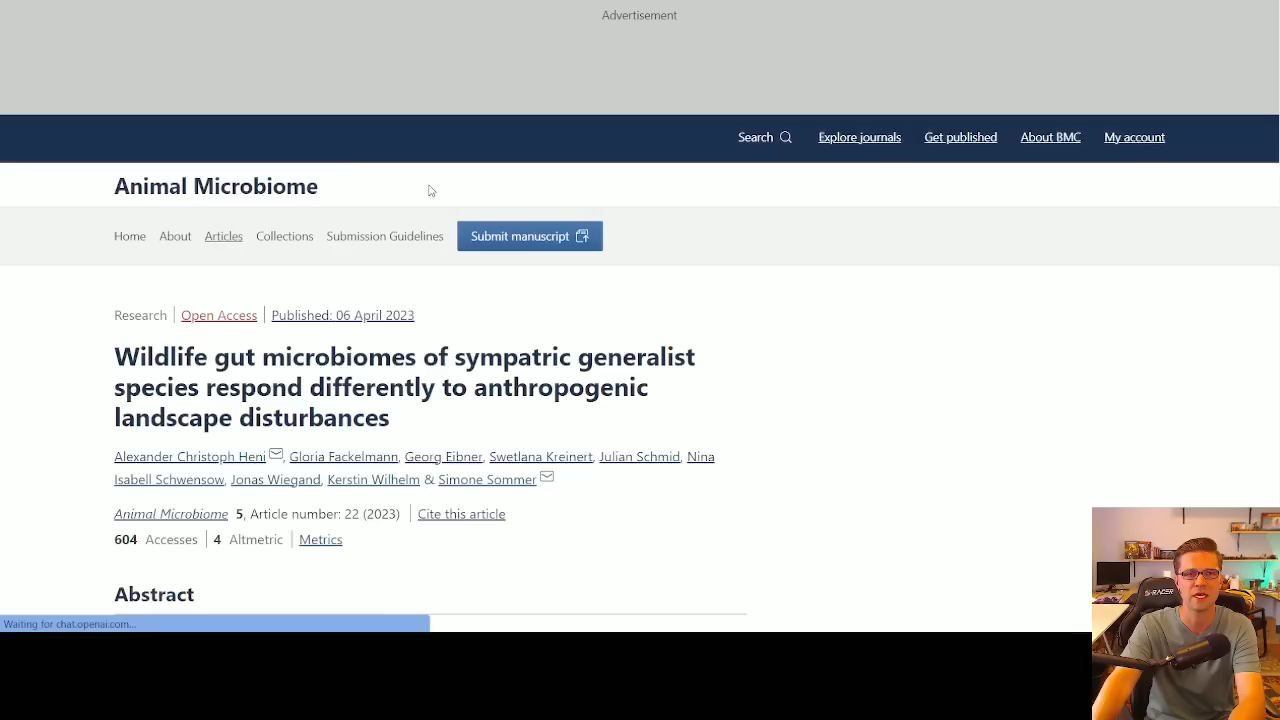 Advertisement
Search Explore journals Get published About BMC My account
Animal Microbiome
Home About Articles Collections Submission Guidelines Submit manuscript
Research Open Access Published: 06 April 2023
Wildlife gut microbiomes of sympatric generalist
species respond differently to anthropogenic
landscape disturbances
Alexander Christoph Heni, Gloria Fackelmann, Georg Eibner, Swetlana Kreinert, Julian Schmid, Nina
Isabell Schwensow, Jonas Wiegand, Kerstin Wilhelm & Simone Sommer
Animal Microbiome 5, Article number: 22 (2023) Cite this article
604 Accesses 4 Altmetric Metrics
Abstract
Waiting for chat.openai.com...
S-RACER